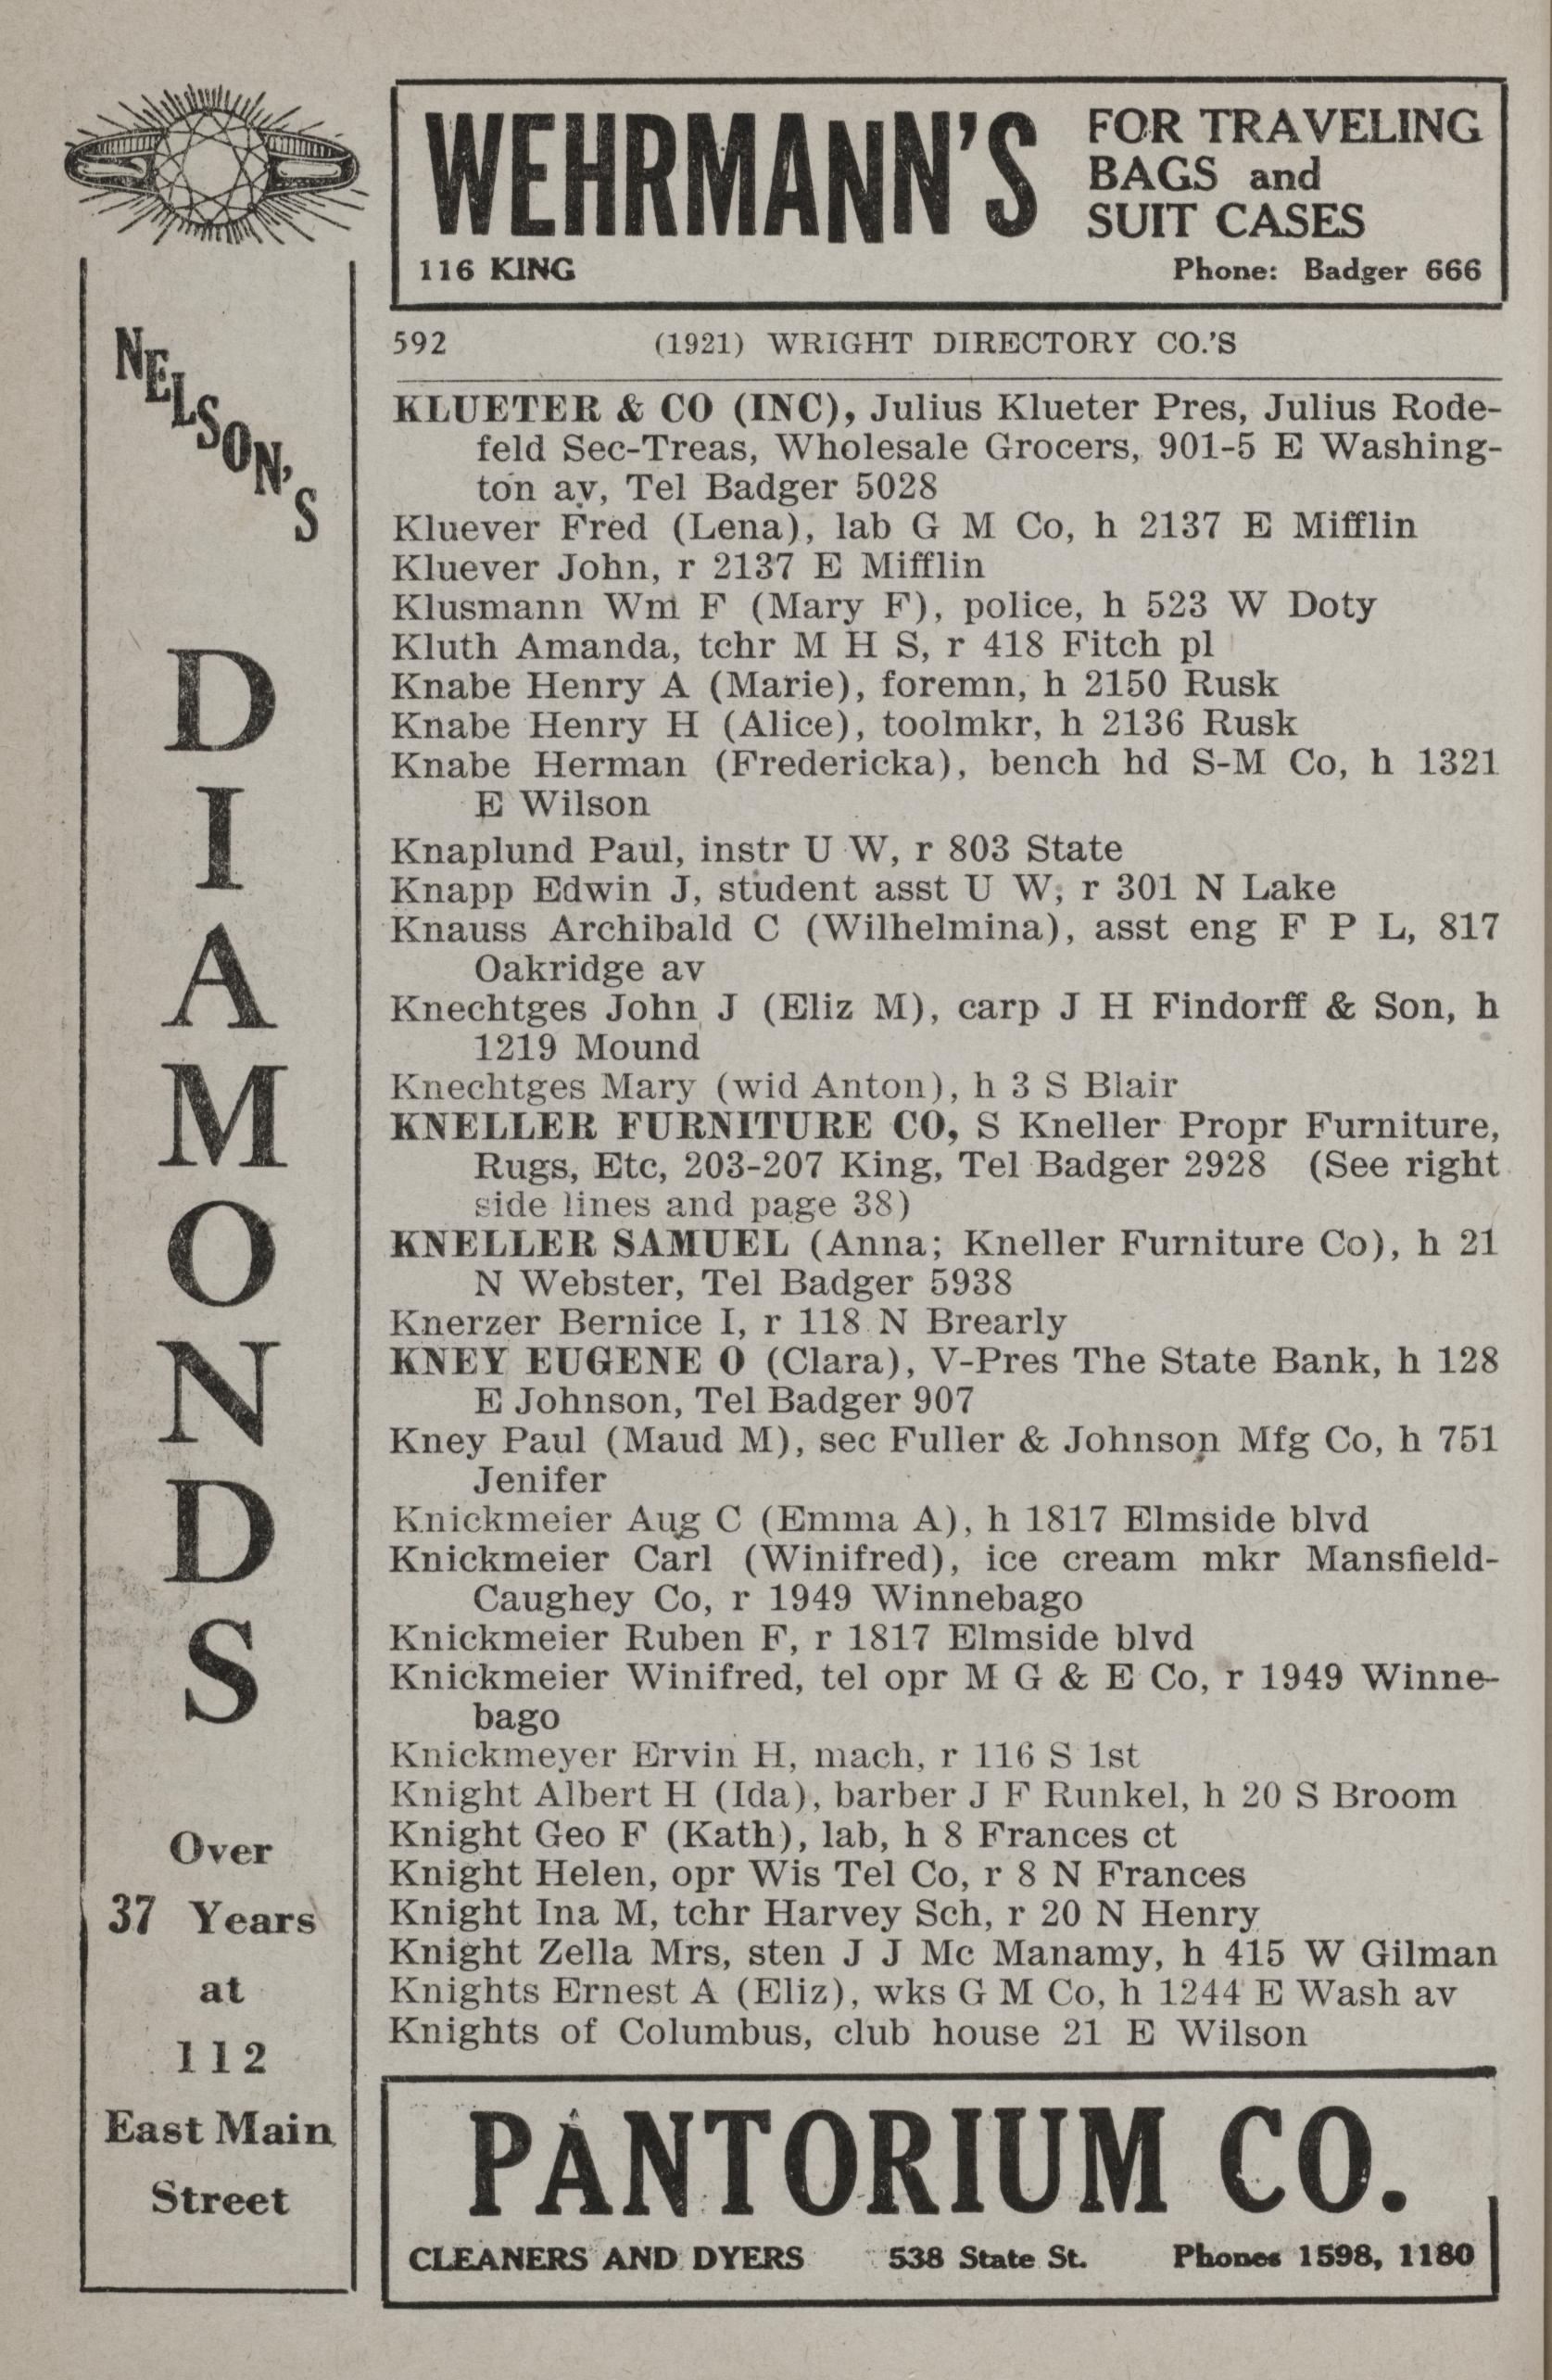 WEHRMANN'S
FOR TRAVELING
BAGS and
SUIT CASES
116 KING
Phone: Badger 666
NELSON'S
DIAMONDS
Over
37 Years
at
112
East Main
Street
592 (1921) WRIGHT DIRECTORY CO.'S
KLUETER & CO (INC), Julius Klueter Pres, Julius Rode-
feld Sec-Treas, Wholesale Grocers, 901-5 E Washing-
ton av, Tel Badger 5028
Kluever Fred (Lena), lab G M Co, h 2137 E Mifflin
Kluever John, r 2137 E Mifflin
Klusmann Wm F (Mary F), police, h 523 W Doty
Kluth Amanda, tchr M H S, r 418 Fitch pl
Knabe Henry A (Marie), foremn, h 2150 Rusk
Knabe Henry H (Alice), toolmkr, h 2136 Rusk
Knabe Herman (Fredericka), bench hd S-M Co, h 1321
E Wilson
Knaplund Paul, instr U W, r 803 State
Knapp Edwin J, student asst U W, r 301 N Lake
Knauss Archibald C (Wilhelmina), asst eng F P L, 817
Oakridge av
Knechtges John J (Eliz M), carp J H Findorff & Son, h
1219 Mound
Knechtges Mary (wid Anton), h 3 S Blair
KNELLER FURNITURE CO, S Kneller Propr Furniture,
Rugs, Etc, 203-207 King, Tel Badger 2928 (See right
side lines and page 38)
KNELLER SAMUEL (Anna; Kneller Furniture Co), h 21
N Webster, Tel Badger 5938
Knerzer Bernice I, r 118 N Brearly
KNEY EUGENE O (Clara), V-Pres The State Bank, h 128
E Johnson, Tel Badger 907
Kney Paul (Maud M), sec Fuller & Johnson Mfg Co, h 751
Jenifer
Knickmeier Aug C (Emma A), h 1817 Elmside blvd
Knickmeier Carl (Winifred), ice cream mkr Mansfield-
Caughey Co, r 1949 Winnebago
Knickmeier Ruben F, r 1817 Elmside blvd
Knickmeier Winifred, tel opr M G & E Co, r 1949 Winne-
bago
Knickmeyer Ervin H, mach, r 116 S 1st
Knight Albert H (Ida), barber J F Runkel, h 20 S Broom
Knight Geo F (Kath), lab, h 8 Frances ct
Knight Helen, opr Wis Tel Co, r 8 N Frances
Knight Ina M, tchr Harvey Sch, r 20 N Henry
Knight Zella Mrs, sten J J Mc Manamy, h 415 W Gilman
Knights Ernest A (Eliz), wks G M Co, h 1244 E Wash av
Knights of Columbus, club house 21 E Wilson
PANTORIUM CO.
CLEANERS AND DYERS 538 State St. Phones 1598, 1180